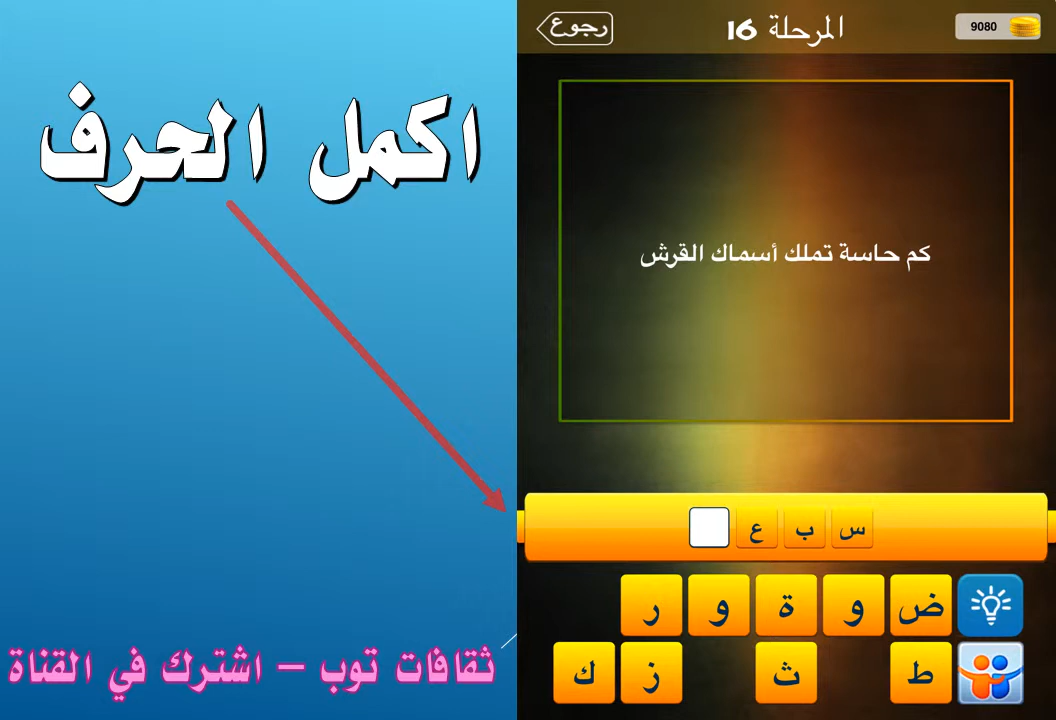 اكمل الحرف
ثقافات توب – اشترك في القناة
رجوع
المرحلة 16
9080
كم حاسة تملك أسماك القرش
س ب ع
ض و ة و ر
ط ث ز ك